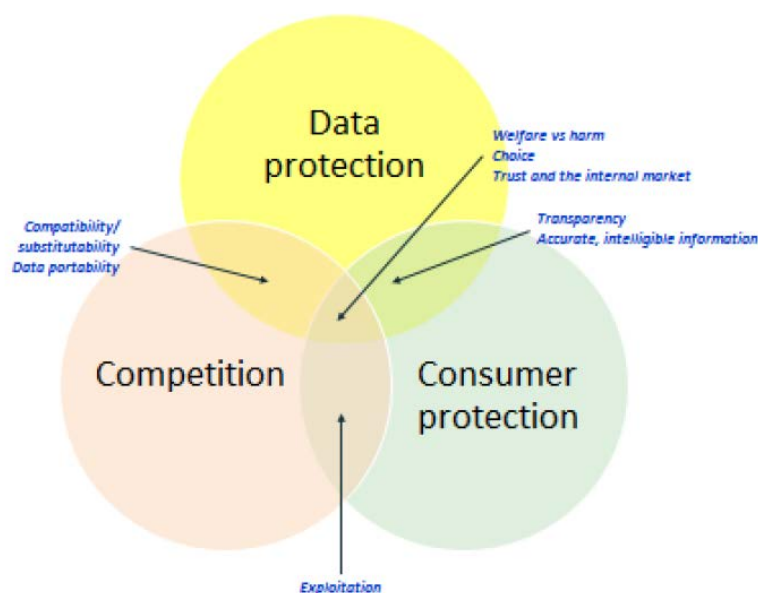 Data
protection
Welfare vs harm
Choice
Trust and the internal market
Compatibility/
substitutability
Data portability
Transparency
Accurate, intelligible information
Competition
Consumer
protection
Exploitation